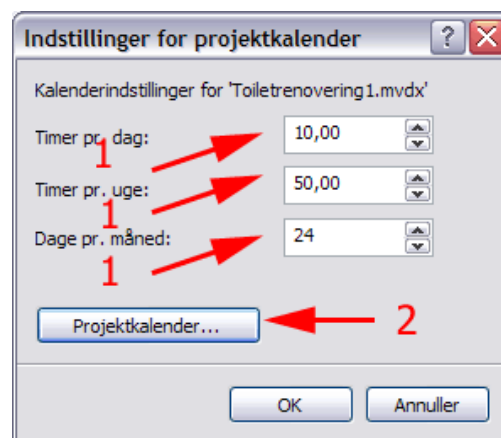 Indstillinger for projektkalender
Kalenderindstillinger for 'Toiletrenovering1.mvdx'
Timer pr. dag: 10,00
1
Timer pr. uge: 50,00
1
Dage pr. måned: 24
1
Projektkalender... 2
OK Annuller